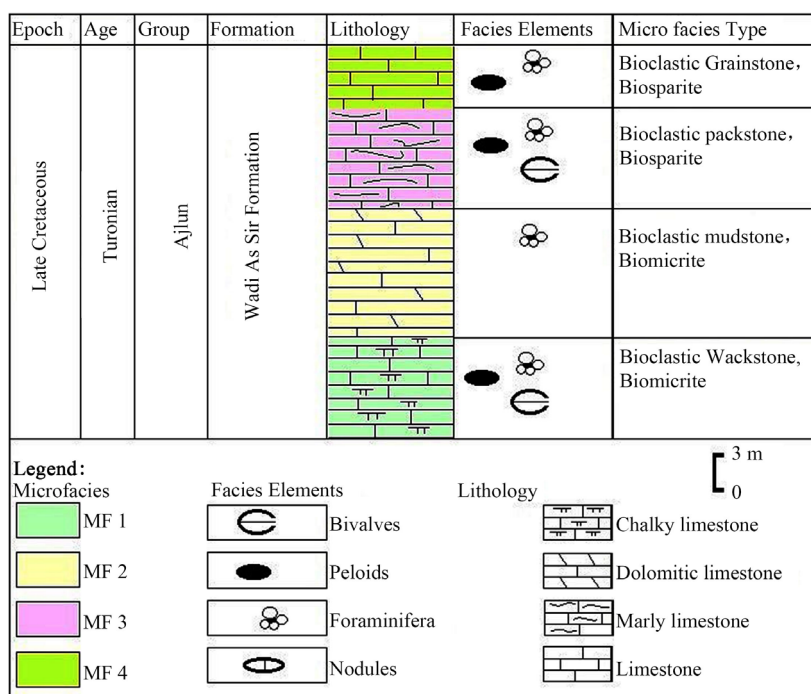 Epoch Age Group Formation Lithology Facies Elements Micro facies Type
Late Cretaceous
Turonian
Ajlun
Wadi As Sir Formation
Bioclastic Grainstone,
Biosparite
Bioclastic packstone,
Biosparite
Bioclastic mudstone,
Biomicrite
Bioclastic Wackstone,
Biomicrite
3 m
0
Legend:
Microfacies Facies Elements Lithology
MF 1 Bivalves Chalky limestone
MF 2 Peloids Dolomitic limestone
MF 3 Foraminifera Marly limestone
MF 4 Nodules Limestone